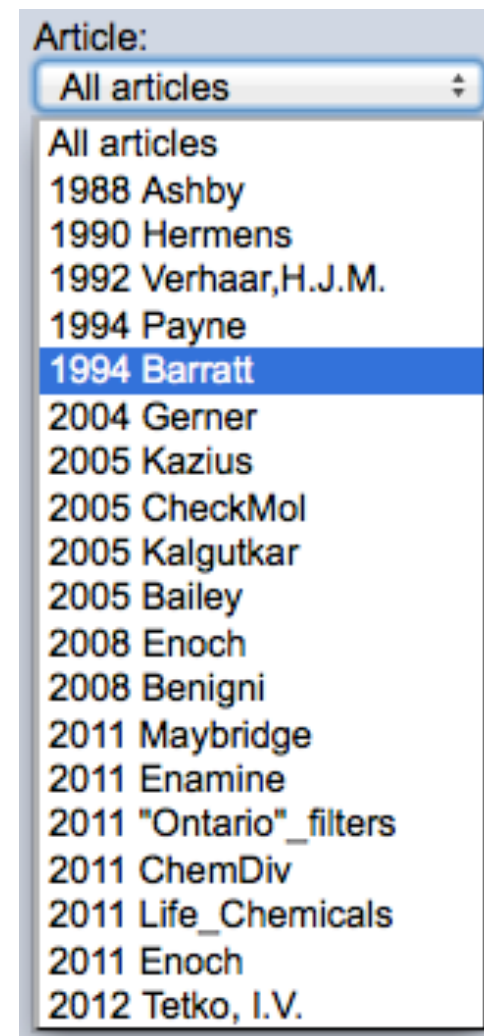 Article:
All articles
All articles
1988 Ashby
1990 Hermens
1992 Verhaar,H.J.M.
1994 Payne
1994 Barratt
2004 Gerner
2005 Kazius
2005 CheckMol
2005 Kalgutkar
2005 Bailey
2008 Enoch
2008 Benigni
2011 Maybridge
2011 Enamine
2011 "Ontario"_filters
2011 ChemDiv
2011 Life_Chemicals
2011 Enoch
2012 Tetko, I.V.